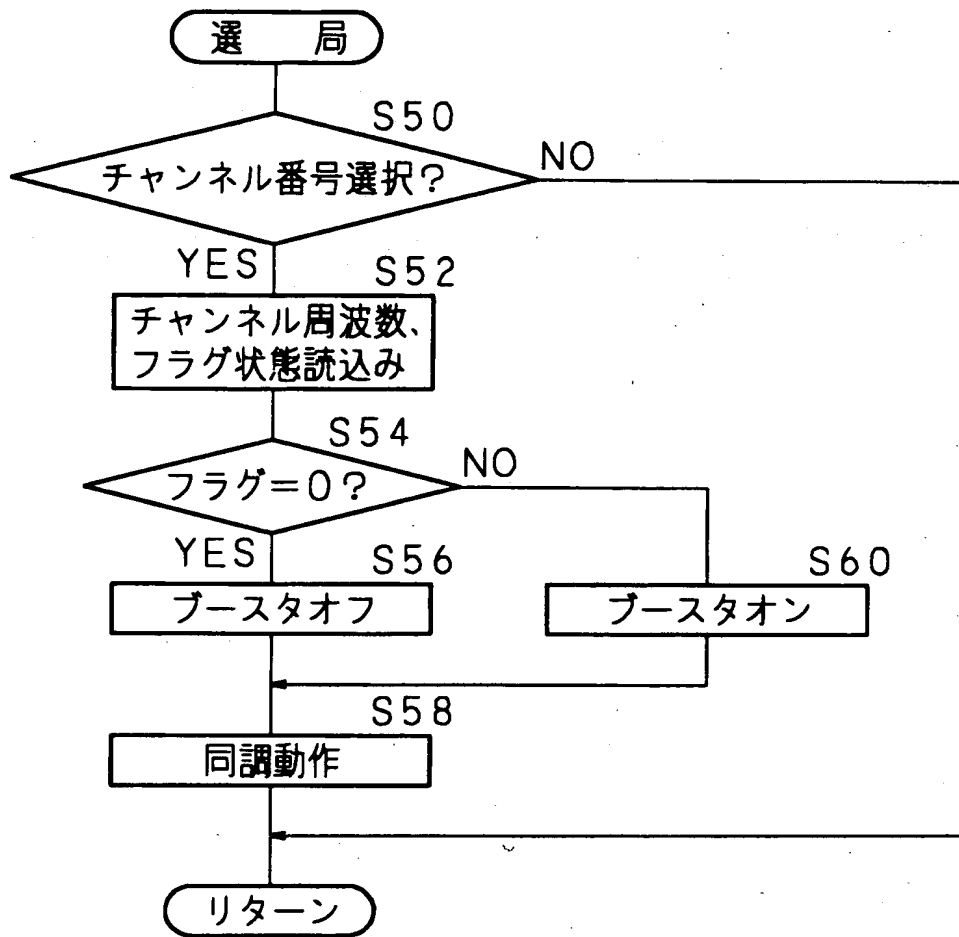 選 局
S50
チャンネル番号選択?
NO
YES
S52
チャンネル周波数、
フラグ状態読込み
S54
フラグ=0?
NO
YES
S56
ブースタオフ
S60
ブースタオン
S58
同調動作
リターン